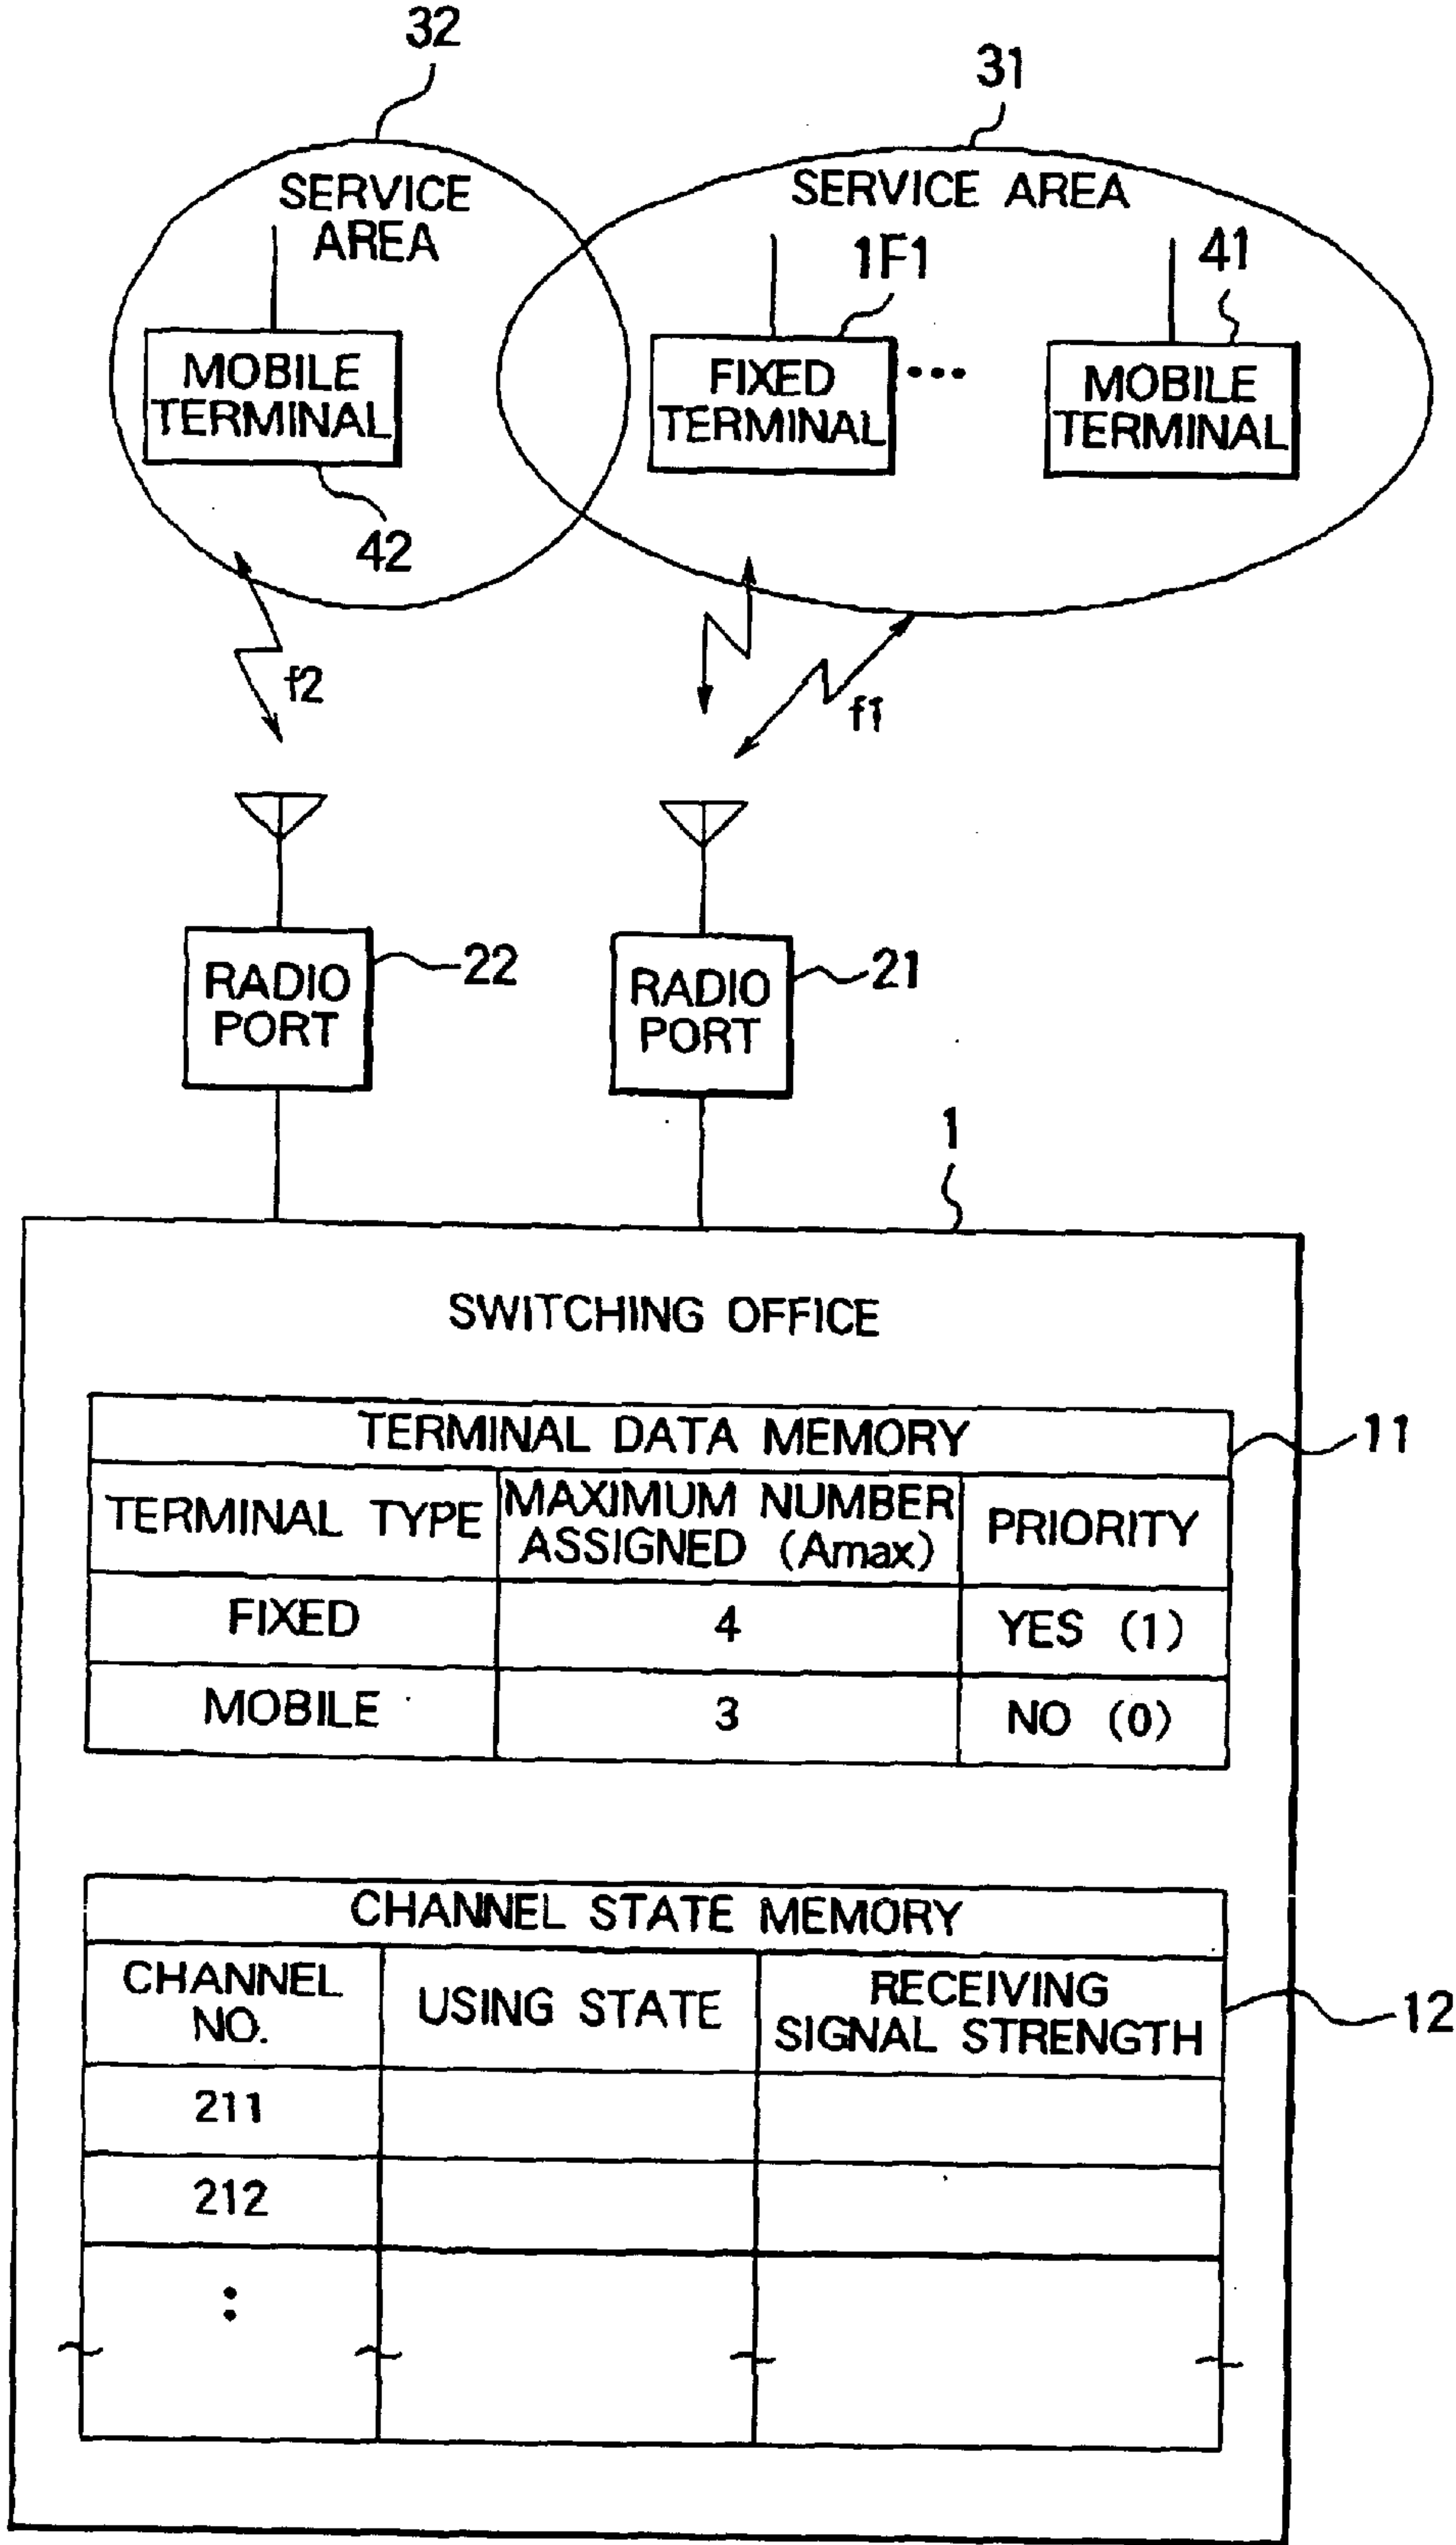 32
31
SERVICE
AREA
SERVICE AREA
1F1
41
MOBILE
TERMINAL
FIXED
TERMINAL
•••
MOBILE
TERMINAL
42
f2
f1
RADIO
PORT
22
RADIO
PORT
21
1
SWITCHING OFFICE
TERMINAL DATA MEMORY
11
TERMINAL TYPE
MAXIMUM NUMBER
ASSIGNED (Amax)
PRIORITY
FIXED
4
YES (1)
MOBILE
3
NO (0)
CHANNEL STATE MEMORY
CHANNEL
NO.
USING STATE
RECEIVING
SIGNAL STRENGTH
12
211
212
: